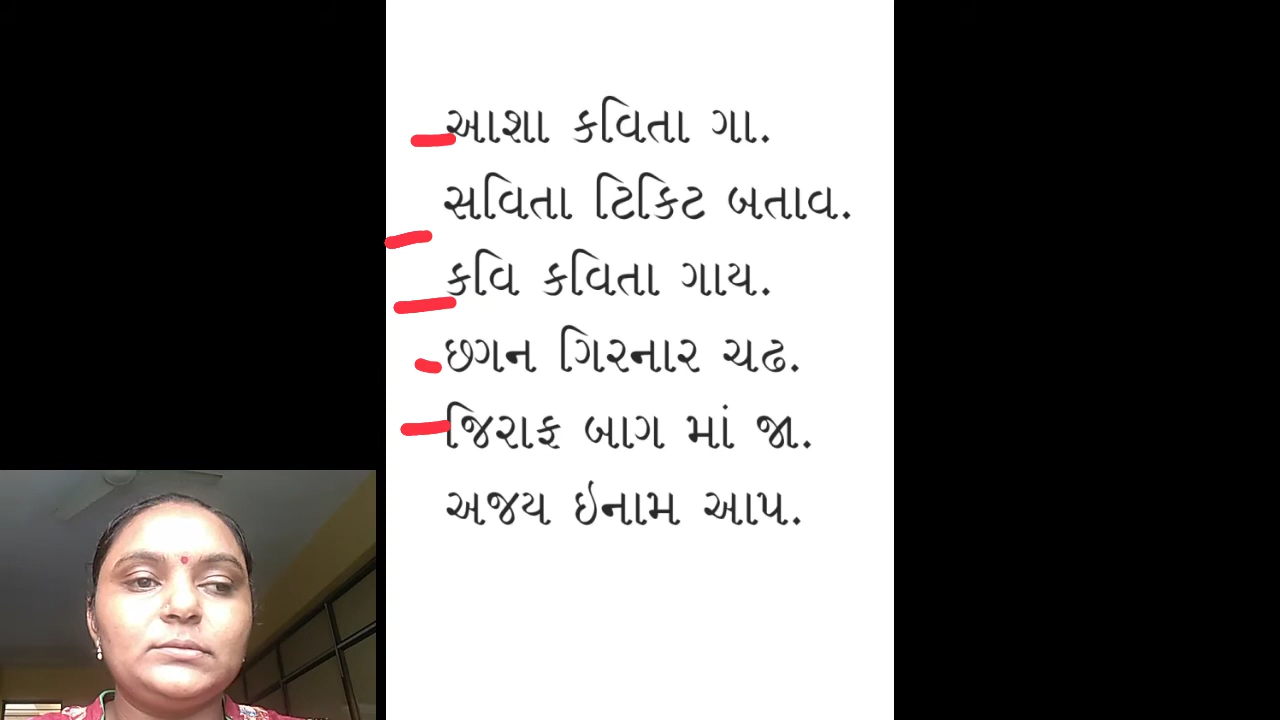 આશા કવિતા ગા.
સવિતા ટિકિટ બતાવ.
કવિ કવિતા ગાય.
છગન ગિરનાર ચઢ.
જિરાફ બાગ માં જા.
અજય ઇનામ આપ.